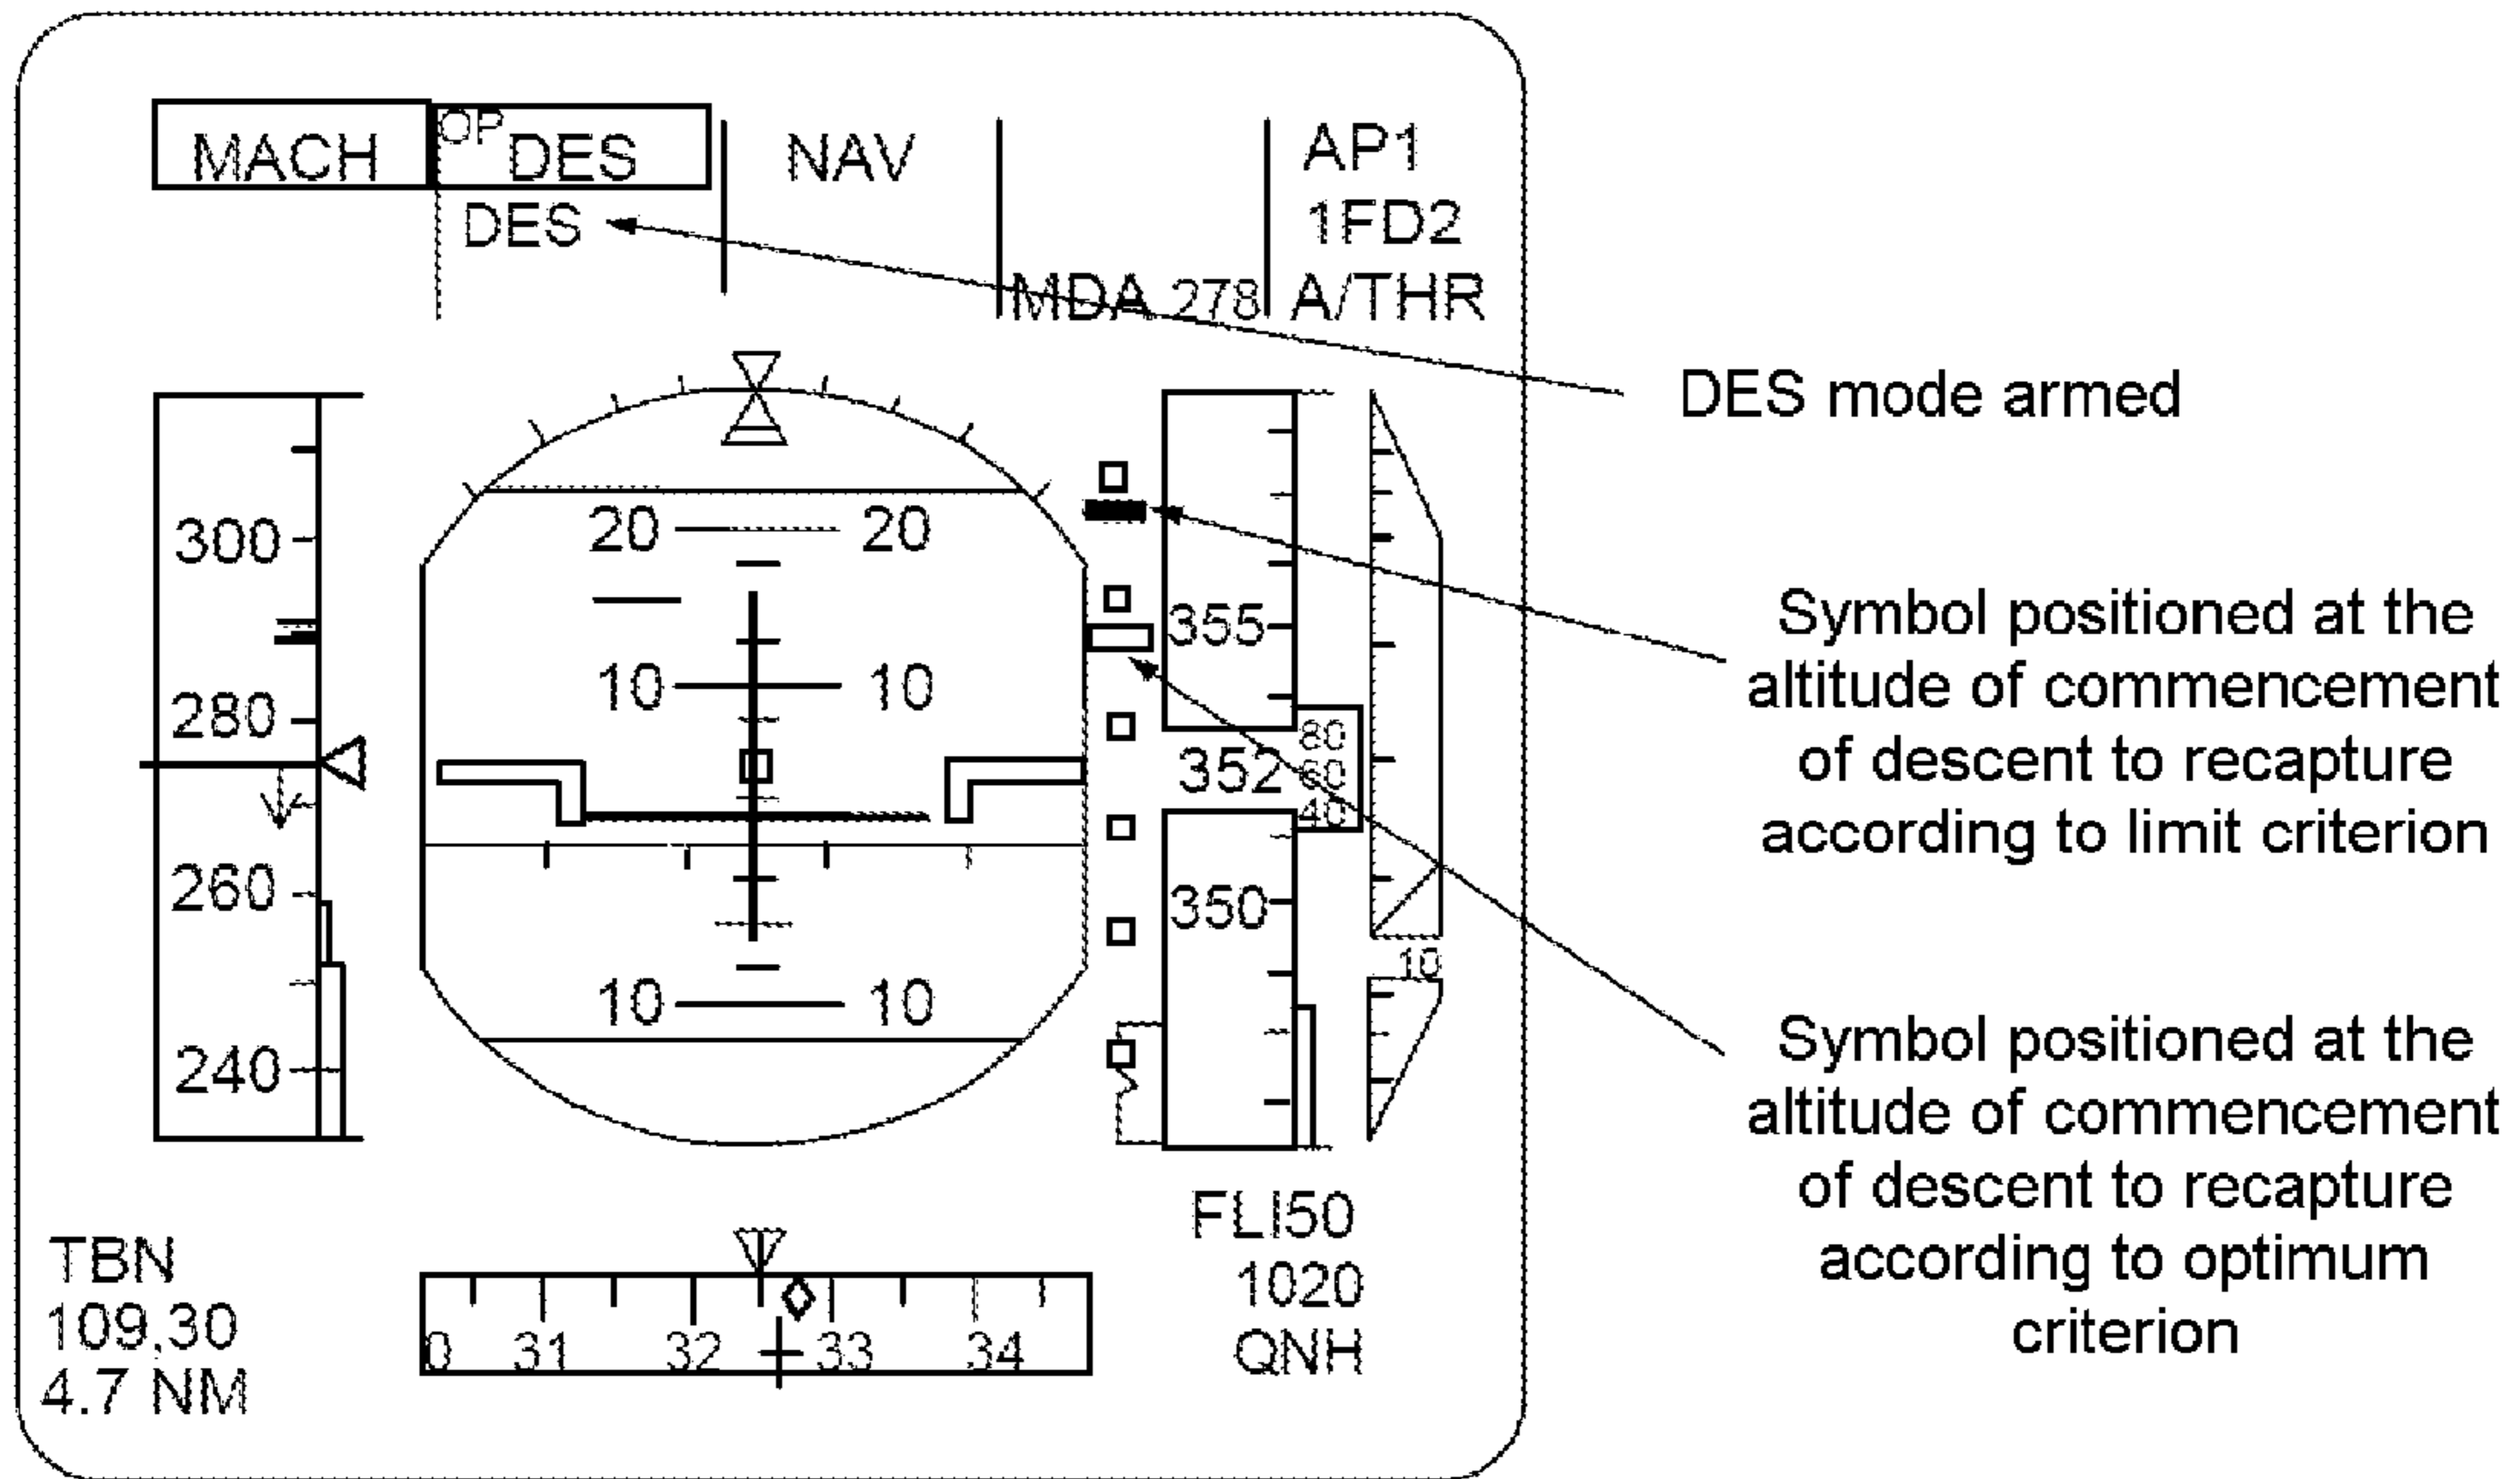 MACH OP DES NAV AP1
DES 1FD2
MDA 278 A/THR
DES mode armed
300
280
260
240
20 20
10 10
10 10
355
352
80
60
40
350
10
Symbol positioned at the
altitude of commencement
of descent to recapture
according to limit criterion
Symbol positioned at the
altitude of commencement
of descent to recapture
according to optimum
criterion
TBN
109,30
4.7 NM
0 31 32 33 34
FLI50
1020
QNH